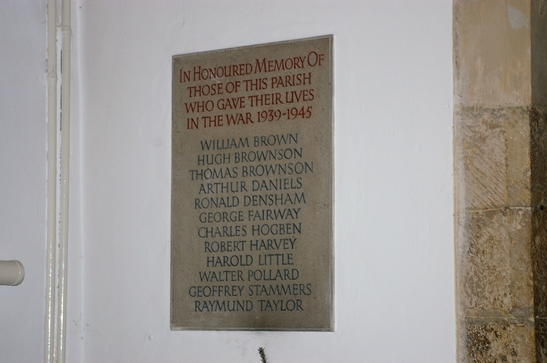 IN HONOURED MEMORY OF
THOSE OF THIS PARISH
WHO GAVE THEIR LIVES
IN THE WAR 1939-1945
WILLIAM BROWN
HUGH BROWNSON
THOMAS BROWNSON
ARTHUR DANIELS
RONALD DENSHAM
GEORGE FAIRWAY
CHARLES HOGBEN
ROBERT HARVEY
HAROLD LITTLE
WALTER POLLARD
GEOFFREY STAMMERS
RAYMUND TAYLOR